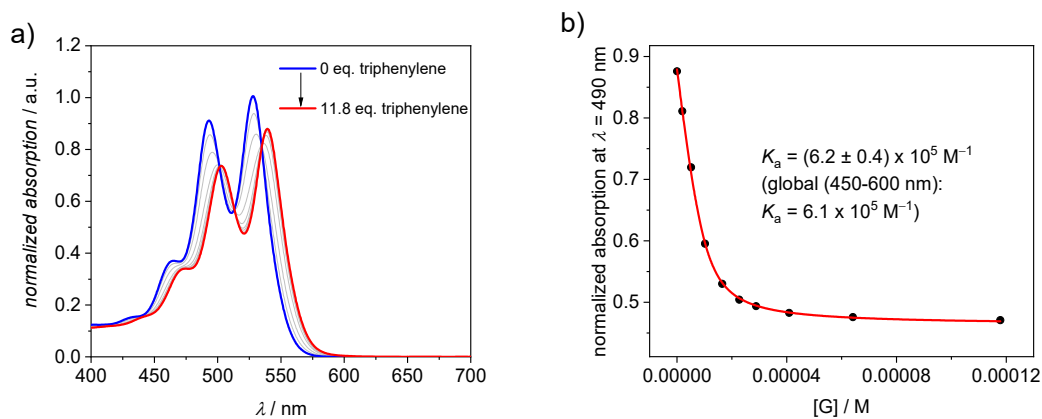 a)
normalized absorption / a.u.
1.2
1.0
0.8
0.6
0.4
0.2
0.0
0 eq. triphenylene
11.8 eq. triphenylene
400 450 500 550 600 650 700
λ / nm
b)
normalized absorption at λ = 490 nm
0.9
0.8
0.7
0.6
0.5
0.4
Kₐ = (6.2 ± 0.4) x 10⁵ M⁻¹
(global (450-600 nm):
Kₐ = 6.1 x 10⁵ M⁻¹)
0.00000 0.00004 0.00008 0.00012
[G] / M